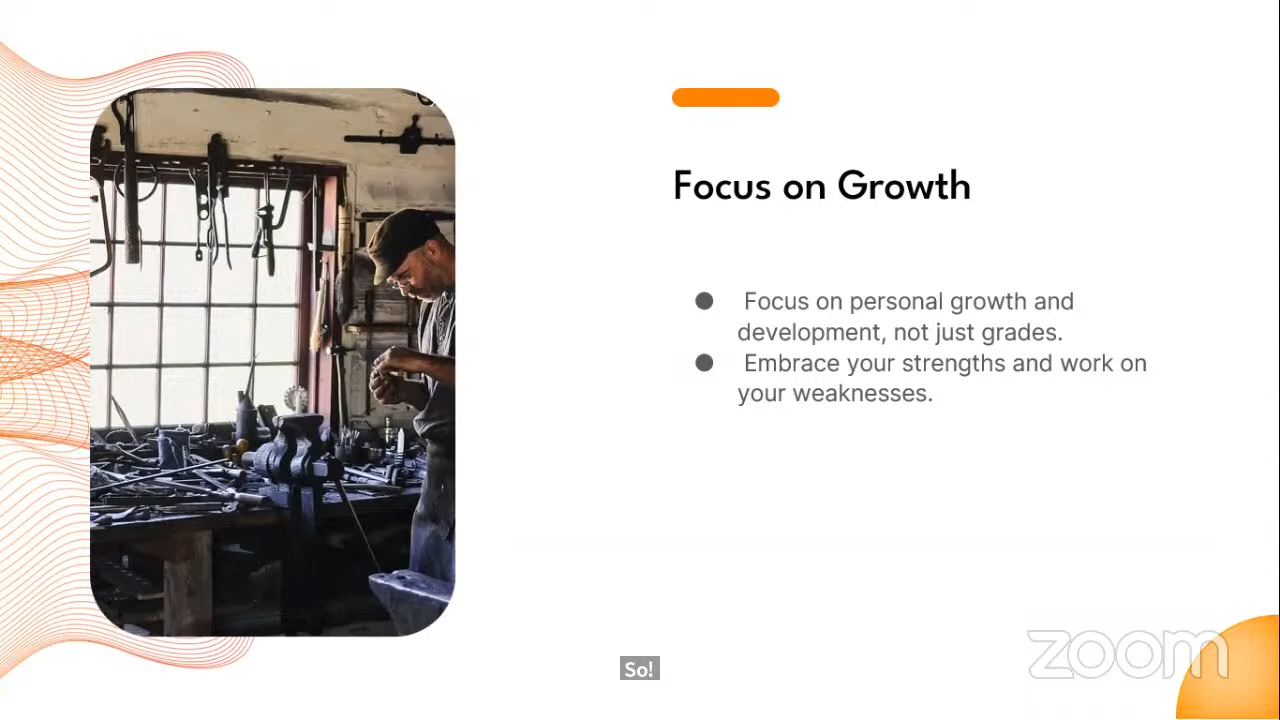 Focus on Growth
● Focus on personal growth and
development, not just grades.
● Embrace your strengths and work on
your weaknesses.
zoom
So!